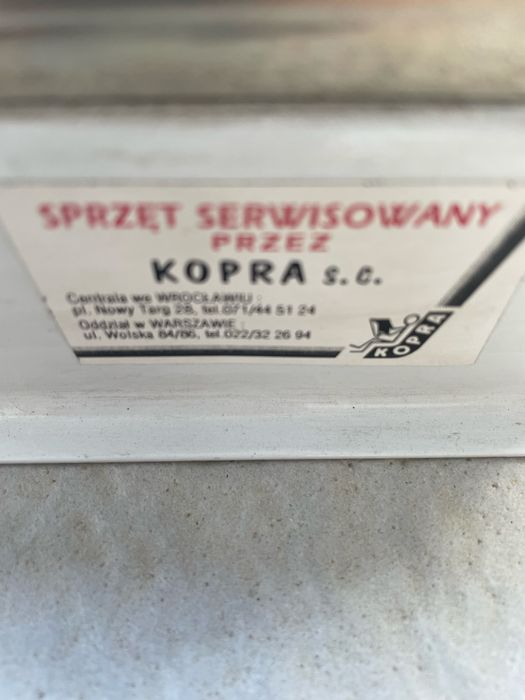 SPRZĘT SERWISOWANY
PRZEZ
KOPRA s.c.
Centrala we WROCŁAWIU:
pl. Nowy Targ 28, tel.071/44 51 24
Oddział w WARSZAWIE:
ul. Wolska 84/86, tel.022/32 26 94
KOPRA